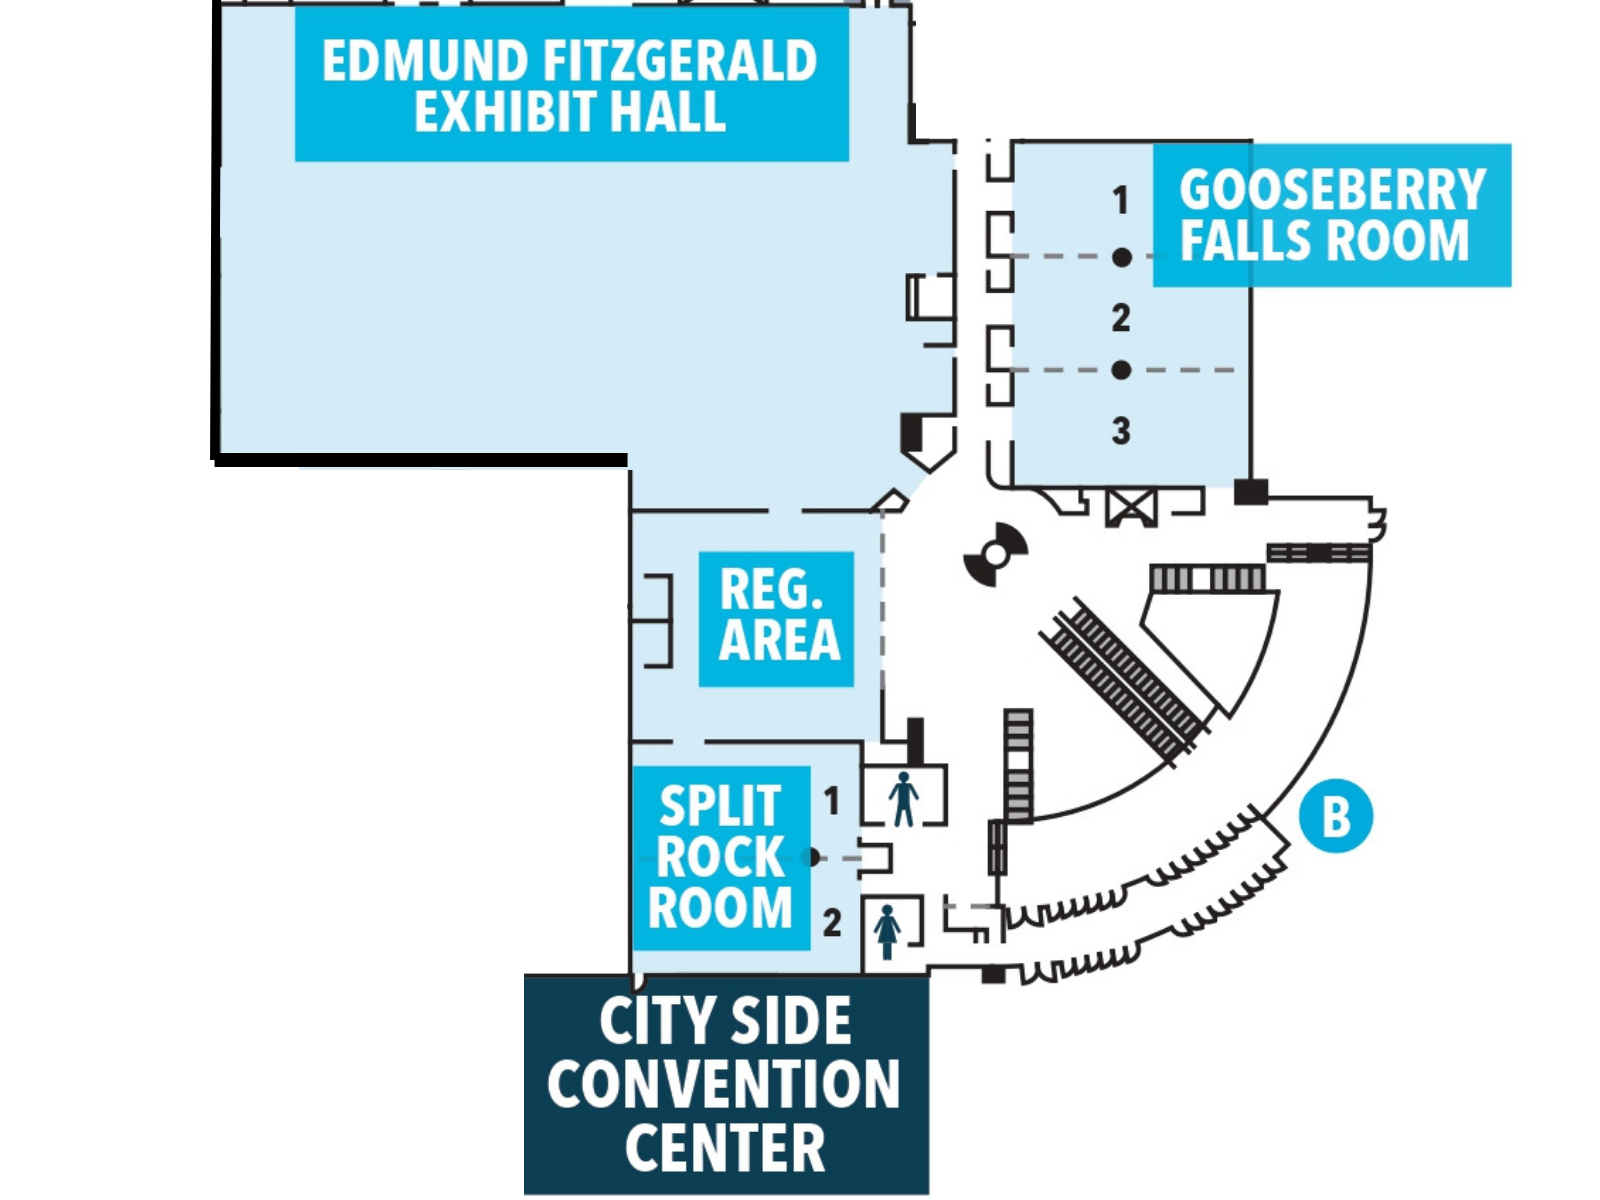 EDMUND FITZGERALD
EXHIBIT HALL
GOOSEBERRY
FALLS ROOM
1
2
3
REG.
AREA
SPLIT
ROCK
ROOM
1
2
B
CITY SIDE
CONVENTION
CENTER